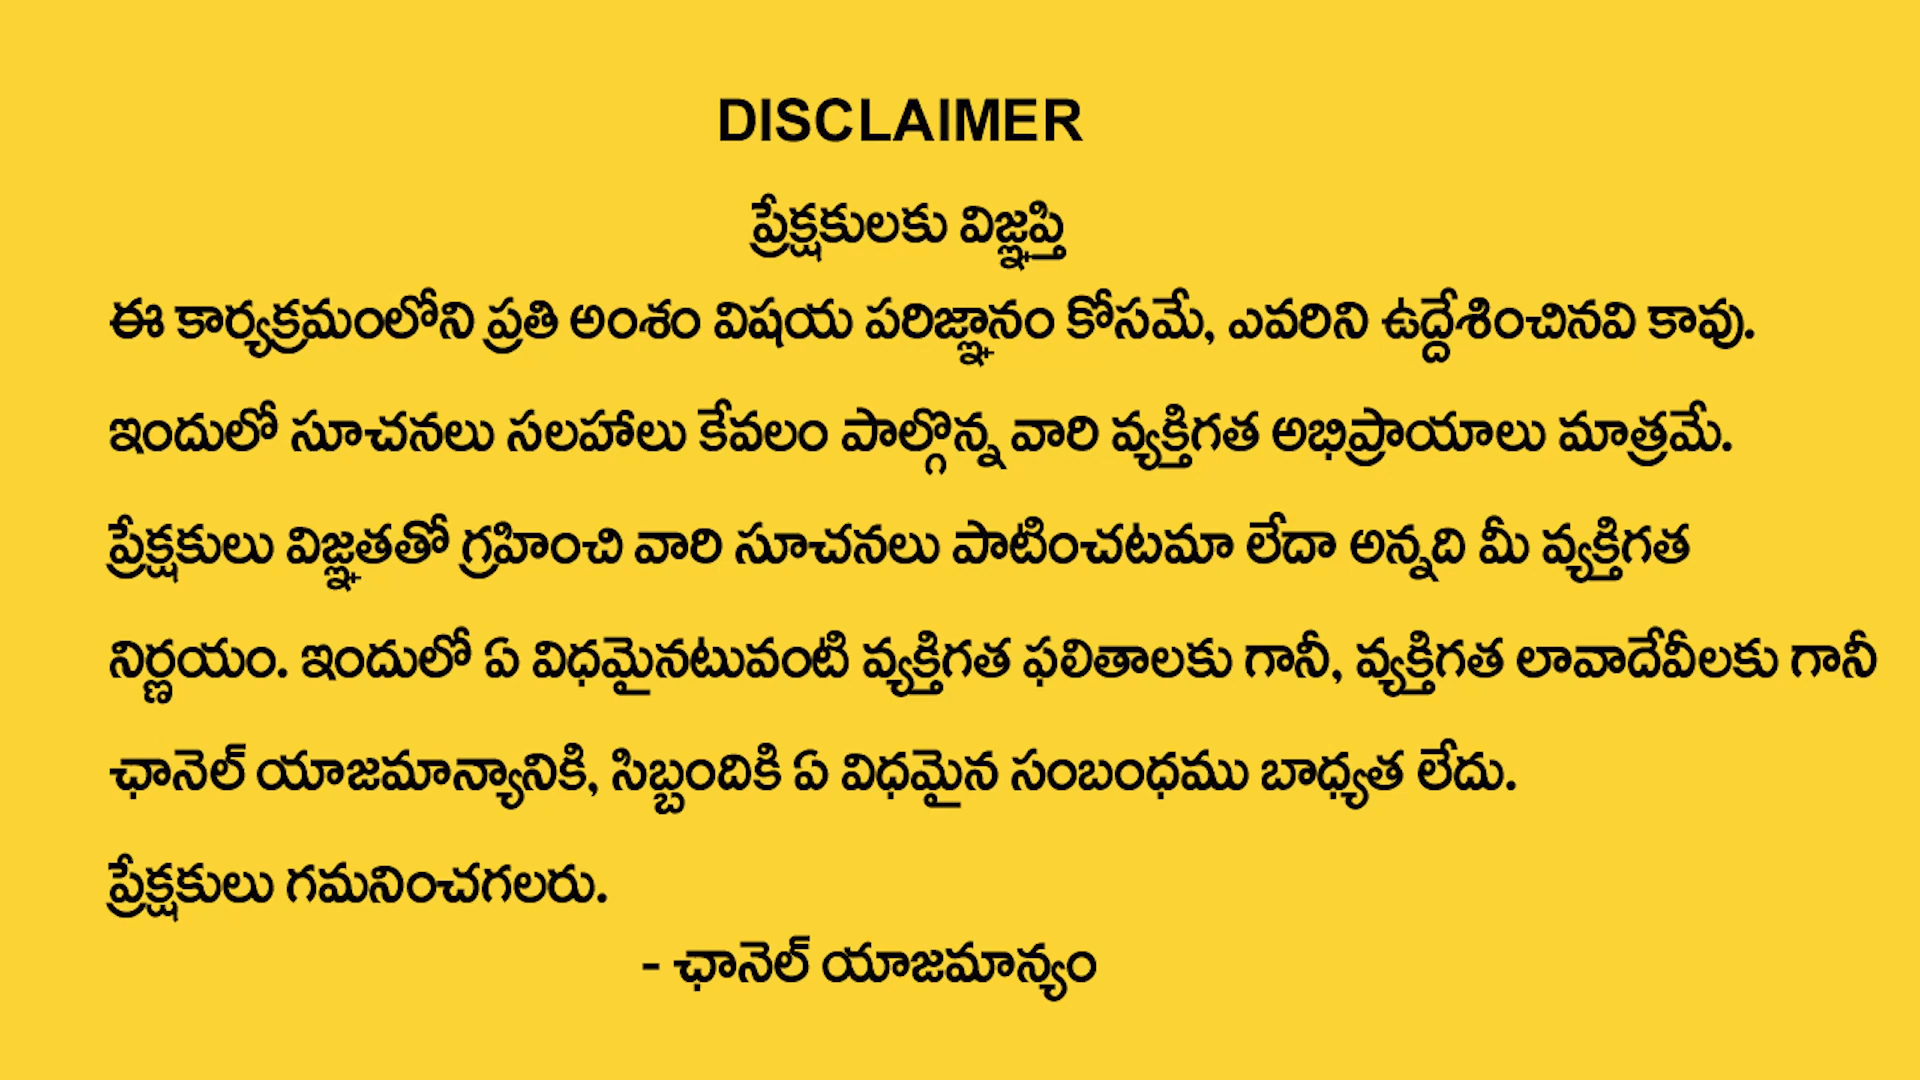 DISCLAIMER
ప్రేక్షకులకు విజ్ఞప్తి
ఈ కార్యక్రమంలోని ప్రతి అంశం విషయ పరిజ్ఞానం కోసమే, ఎవరిని ఉద్దేశించినవి కావు.
ఇందులో సూచనలు సలహాలు కేవలం పాల్గొన్న వారి వ్యక్తిగత అభిప్రాయాలు మాత్రమే.
ప్రేక్షకులు విజ్ఞతతో గ్రహించి వారి సూచనలు పాటించటమా లేదా అన్నది మీ వ్యక్తిగత
నిర్ణయం. ఇందులో ఏ విధమైనటువంటి వ్యక్తిగత ఫలితాలకు గానీ, వ్యక్తిగత లావాదేవీలకు గానీ
ఛానెల్ యాజమాన్యానికి, సిబ్బందికి ఏ విధమైన సంబంధము బాధ్యత లేదు.
ప్రేక్షకులు గమనించగలరు.
- ఛానెల్ యాజమాన్యం